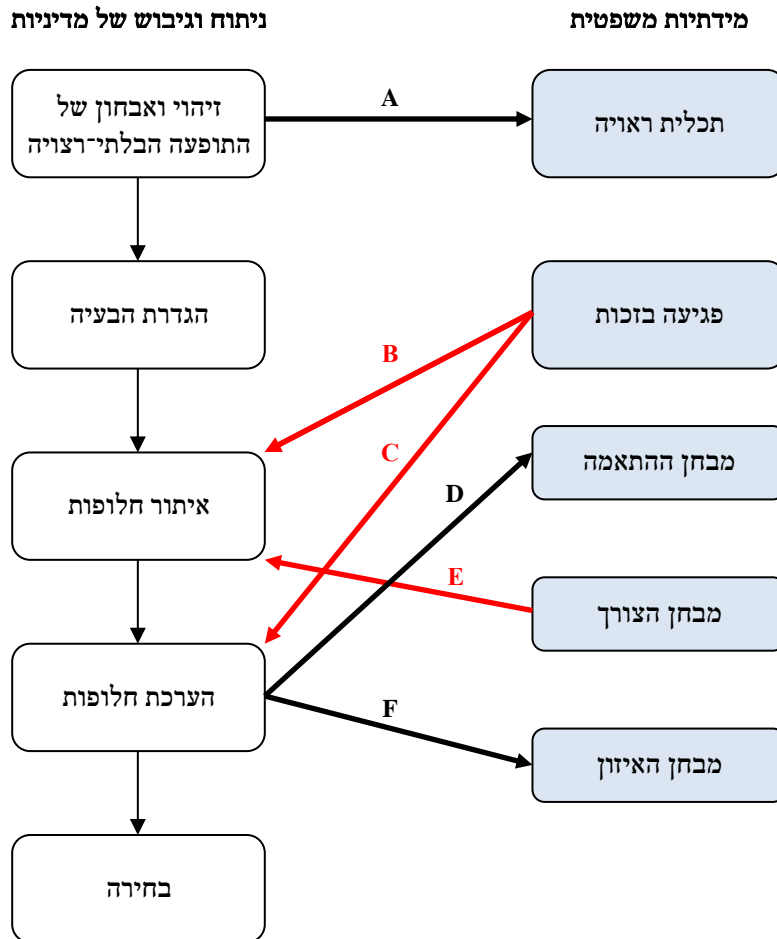 מידתיות משפטית
ניתוח וגיבוש של מדיניות
תכלית ראויה
A
זיהוי ואבחון של
התופעה הבלתי־רצויה
פגיעה בזכות
הגדרת הבעיה
B
C
מבחן ההתאמה
D
איתור חלופות
E
מבחן הצורך
הערכת חלופות
F
מבחן האיזון
בחירה